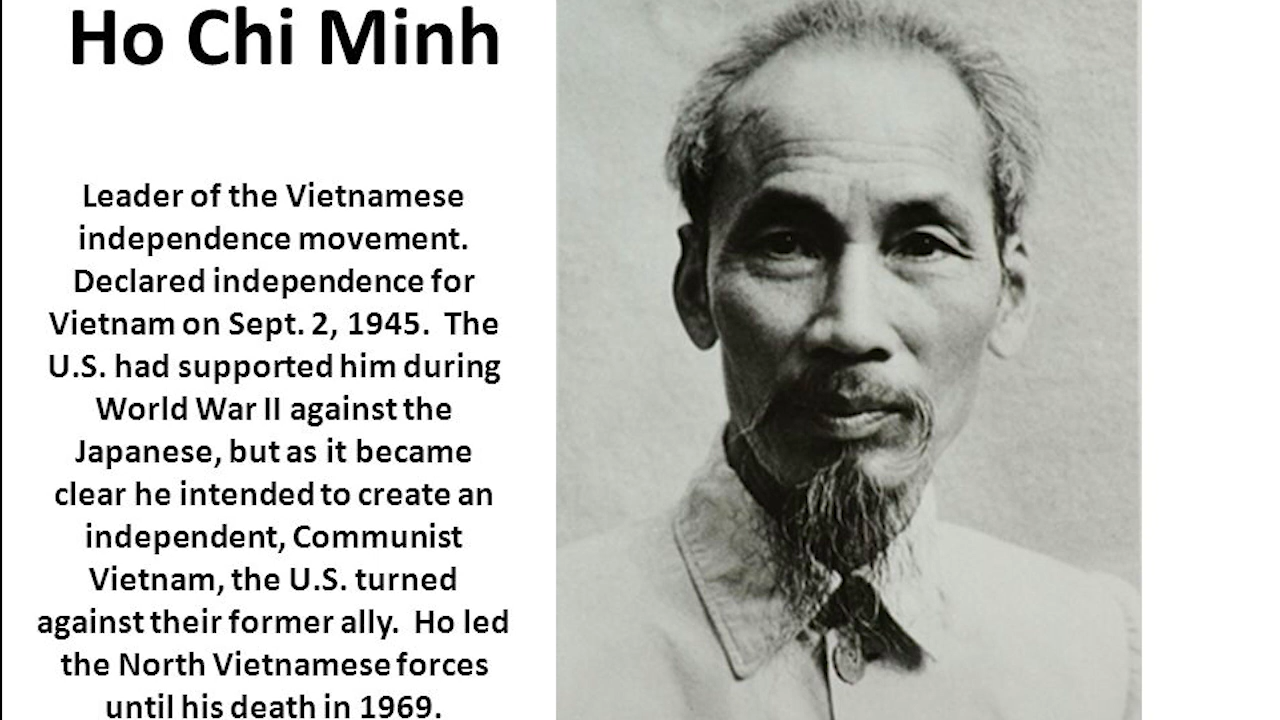 Ho Chi Minh
Leader of the Vietnamese
independence movement.
Declared independence for
Vietnam on Sept. 2, 1945.  The
U.S. had supported him during
World War II against the
Japanese, but as it became
clear he intended to create an
independent, Communist
Vietnam, the U.S. turned
against their former ally.  Ho led
the North Vietnamese forces
until his death in 1969.